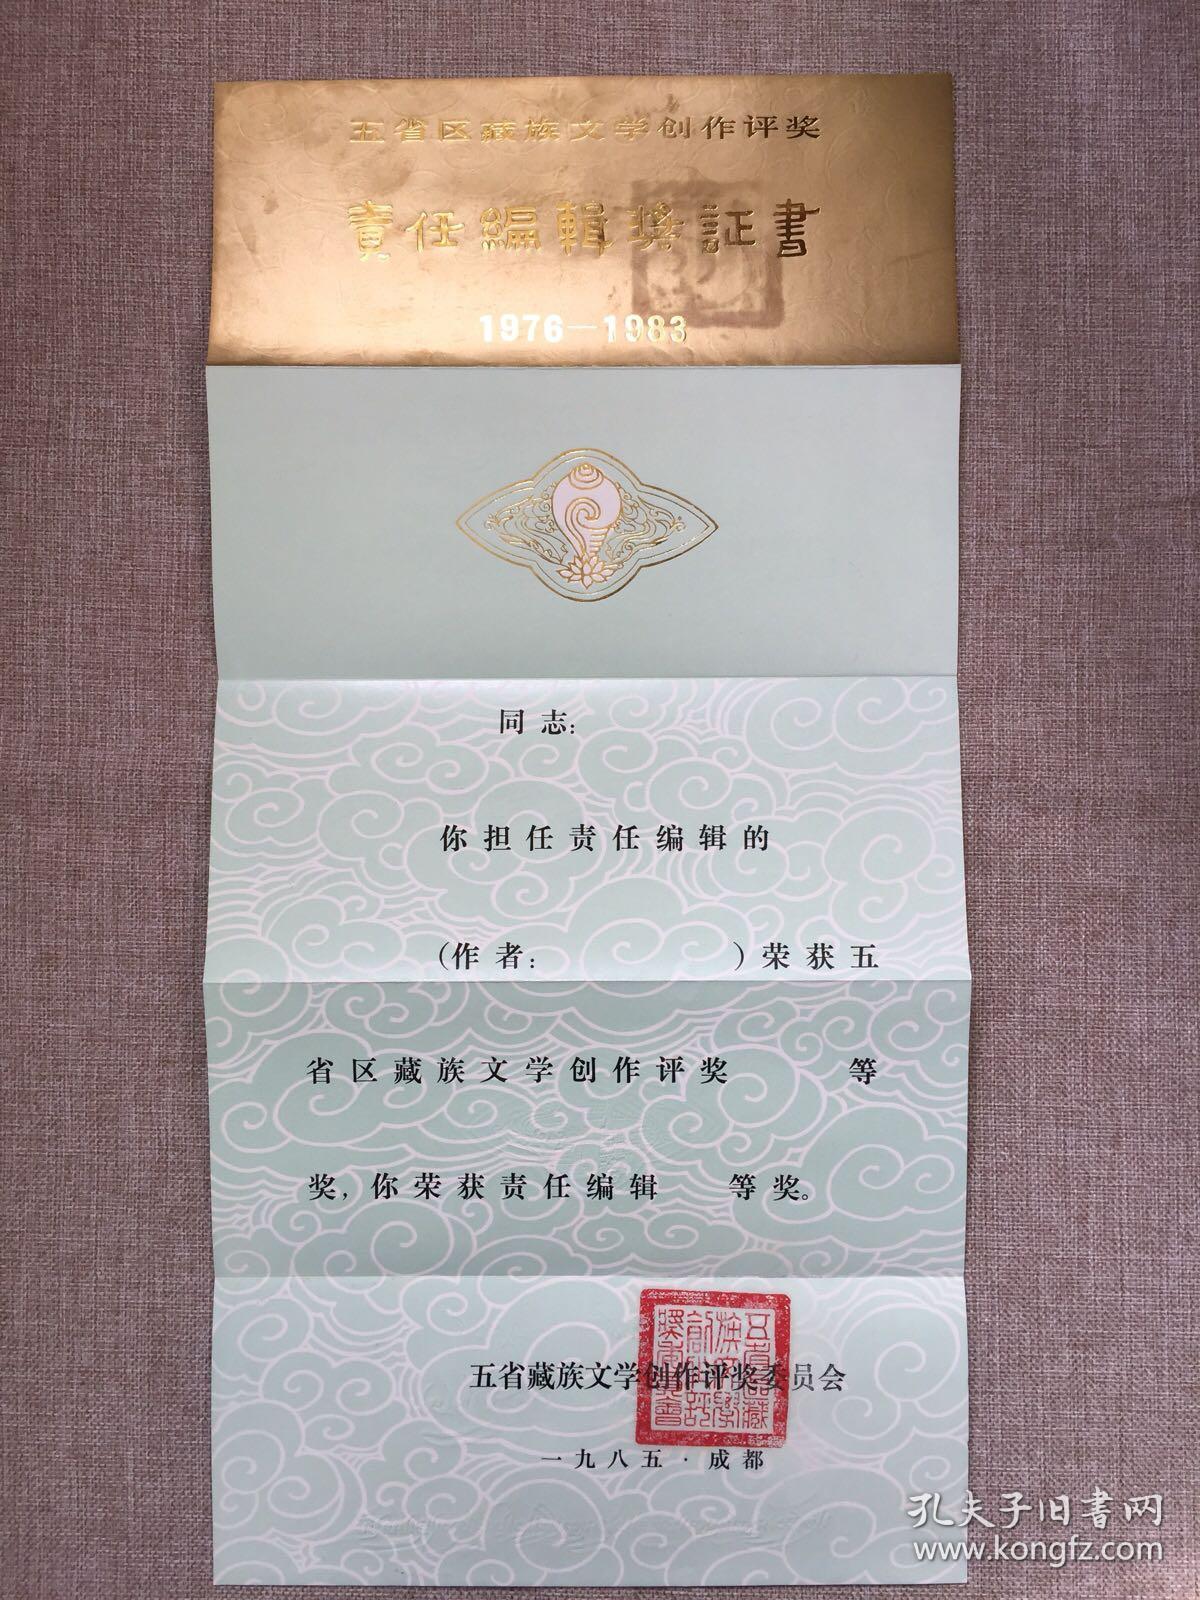 五省区藏族文学创作评奖
責任編輯奬証書
1976—1983
同志:
你担任责任编辑的
(作者: )荣获五
省区藏族文学创作评奖 等
奖,你荣获责任编辑 等奖。
五省藏族文学创作评奖委员会
一九八五·成都
孔夫子旧书网
www.kongfz.com